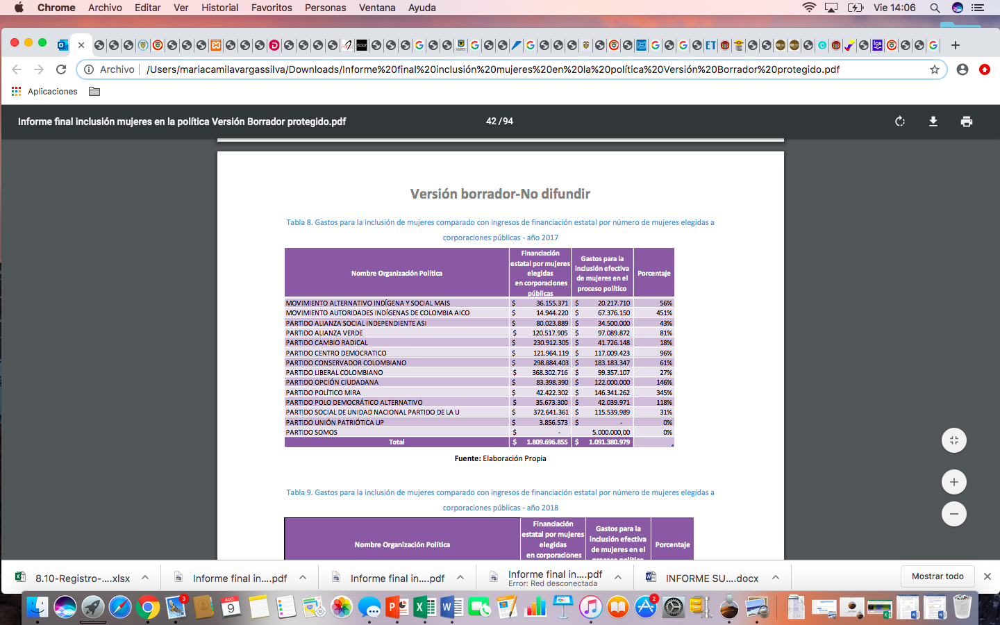 Chrome Archivo Editar Ver Historial Favoritos Personas Ventana Ayuda Vie 14:06
Archivo /Users/mariacamilavargassilva/Downloads/Informe%20final%20inclusión%20mujeres%20en%20la%20política%20Versión%20Borrador%20protegido.pdf
Aplicaciones
Informe final inclusión mujeres en la política Versión Borrador protegido.pdf 42 / 94
Versión borrador-No difundir
Tabla 8. Gastos para la inclusión de mujeres comparado con ingresos de financiación estatal por número de mujeres elegidas a
corporaciones públicas - año 2017
Nombre Organización Política
Financiación
estatal por mujeres
elegidas
en corporaciones
públicas
Gastos para la
inclusión efectiva
de mujeres en el
proceso político
Porcentaje
MOVIMIENTO ALTERNATIVO INDÍGENA Y SOCIAL MAIS $ 36.155.371 $ 20.217.710 56%
MOVIMIENTO AUTORIDADES INDÍGENAS DE COLOMBIA AICO $ 14.944.220 $ 67.376.150 451%
PARTIDO ALIANZA SOCIAL INDEPENDIENTE ASI $ 80.023.889 $ 34.500.000 43%
PARTIDO ALIANZA VERDE $ 120.517.905 $ 97.089.872 81%
PARTIDO CAMBIO RADICAL $ 230.912.305 $ 41.726.148 18%
PARTIDO CENTRO DEMOCRATICO $ 121.964.119 $ 117.009.423 96%
PARTIDO CONSERVADOR COLOMBIANO $ 298.884.403 $ 183.183.347 61%
PARTIDO LIBERAL COLOMBIANO $ 368.302.716 $ 99.357.107 27%
PARTIDO OPCIÓN CIUDADANA $ 83.398.390 $ 122.000.000 146%
PARTIDO POLÍTICO MIRA $ 42.422.302 $ 146.341.262 345%
PARTIDO POLO DEMOCRÁTICO ALTERNATIVO $ 35.673.300 $ 42.039.971 118%
PARTIDO SOCIAL DE UNIDAD NACIONAL PARTIDO DE LA U $ 372.641.361 $ 115.539.989 31%
PARTIDO UNIÓN PATRIÓTICA UP $ 3.856.573 $ - 0%
PARTIDO SOMOS $ - 5.000.000,00 0%
Total $ 1.809.696.855 $ 1.091.380.979
Fuente: Elaboración Propia
Tabla 9. Gastos para la inclusión de mujeres comparado con ingresos de financiación estatal por número de mujeres elegidas a
corporaciones públicas - año 2018
Nombre Organización Política
Financiación
estatal por mujeres
elegidas
en corporaciones
Gastos para la
inclusión efectiva
de mujeres en el
proceso político
Porcentaje
8.10-Registro-....xlsx
Informe final in....pdf
Informe final in....pdf
Informe final in....pdf
Error: Red desconectada
INFORME SU....docx
Mostrar todo
3
AGO
9
2